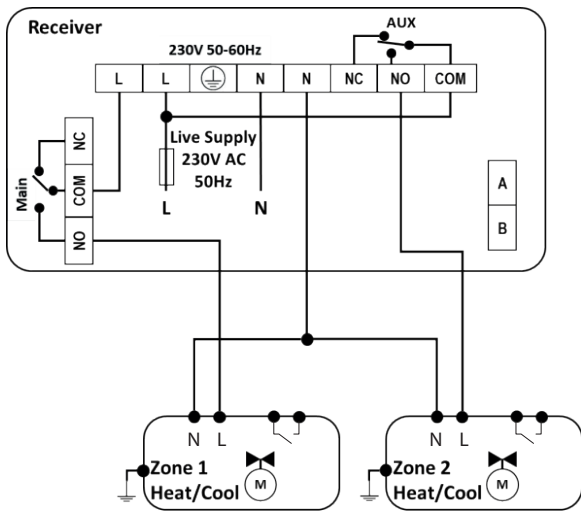 Receiver
AUX
230V 50-60Hz
L L N N NC NO COM
NC
COM
NO
Main
Live Supply
230V AC
50Hz
L N
A
B
N L
Zone 1
Heat/Cool
M
N L
Zone 2
Heat/Cool
M